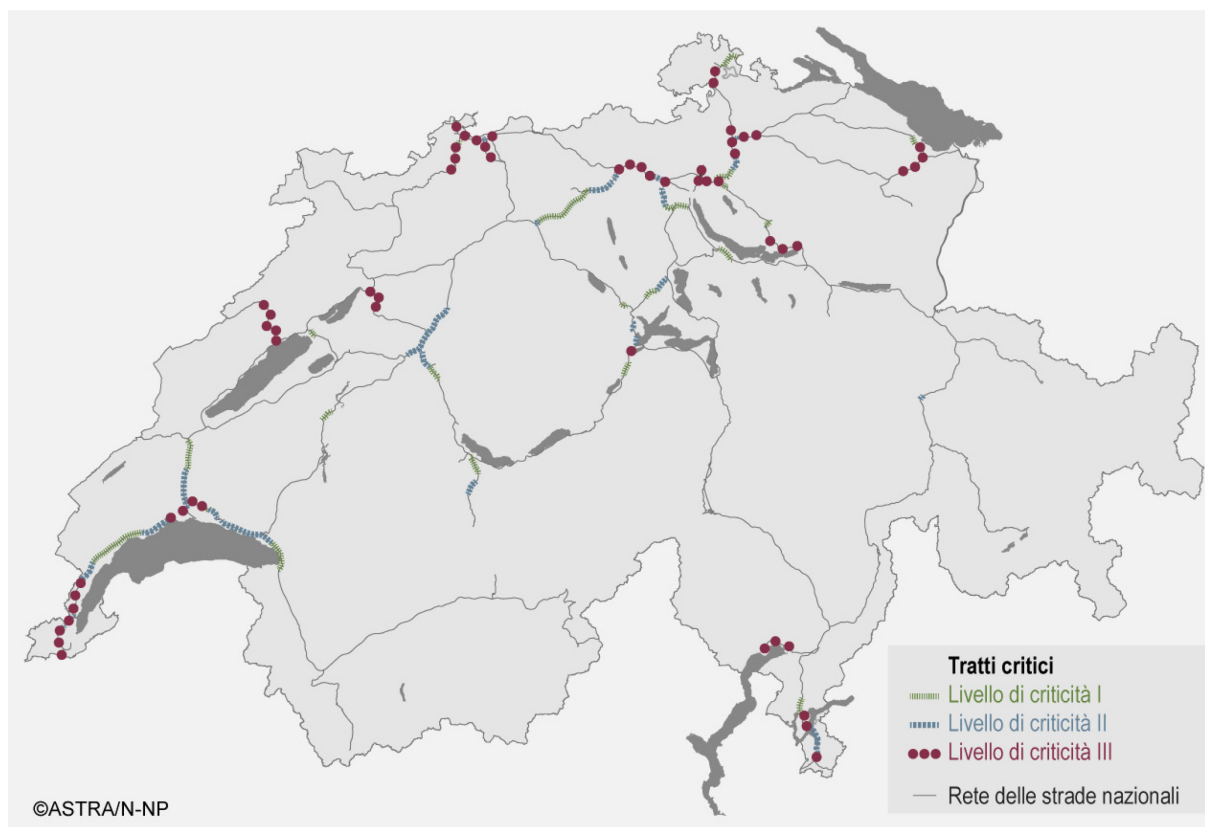 Tratti critici
Livello di criticità I
Livello di criticità II
Livello di criticità III
Rete delle strade nazionali
©ASTRA/N-NP